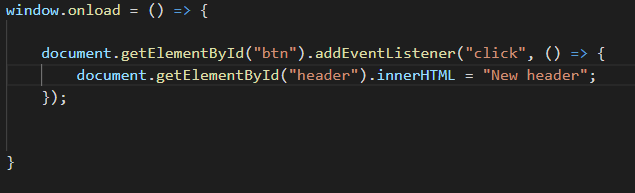 window.onload = () => {
document.getElementById("btn").addEventListener("click", () => {
document.getElementById("header").innerHTML = "New header";
});
}